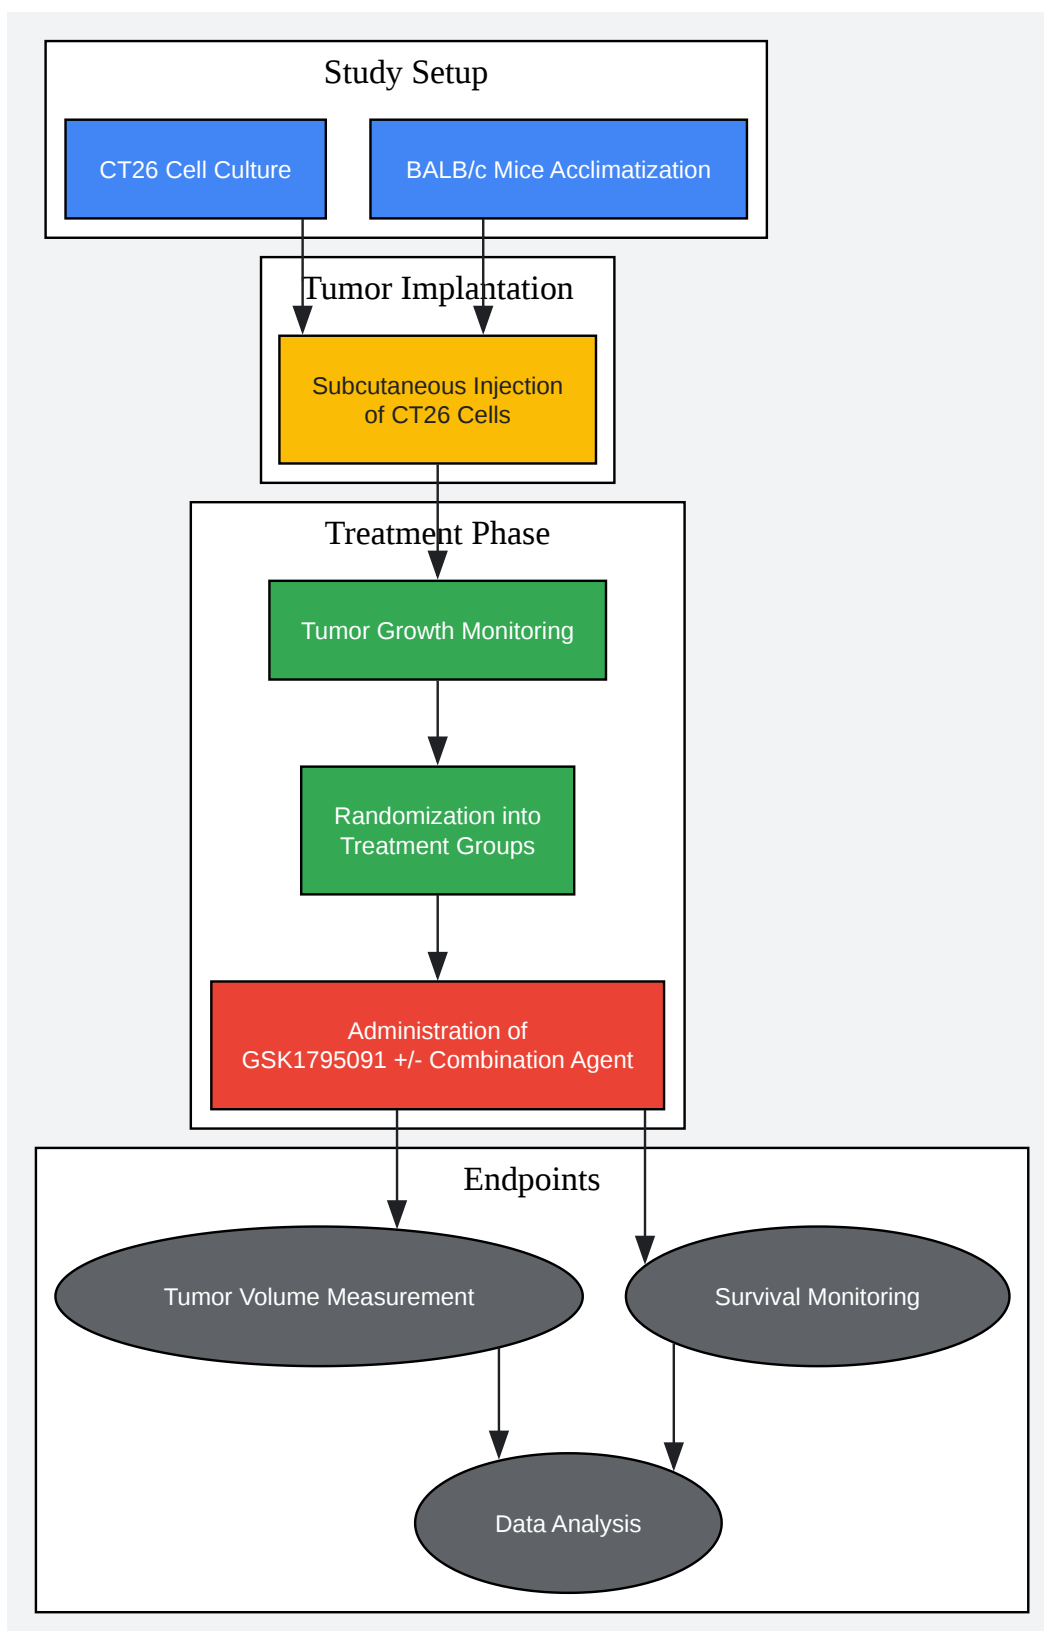 Study Setup
CT26 Cell Culture
BALB/c Mice Acclimatization
Tumor Implantation
Subcutaneous Injection
of CT26 Cells
Treatment Phase
Tumor Growth Monitoring
Randomization into
Treatment Groups
Administration of
GSK1795091 +/- Combination Agent
Endpoints
Tumor Volume Measurement
Survival Monitoring
Data Analysis